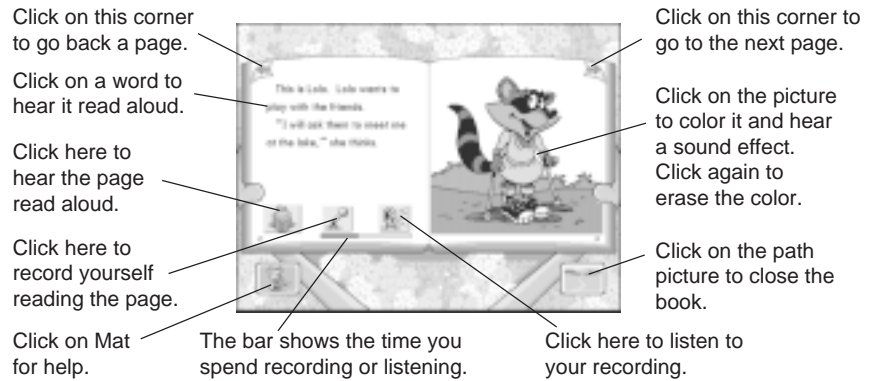 Click on this corner
to go back a page.
Click on a word to
hear it read aloud.
Click here to
hear the page
read aloud.
Click here to
record yourself
reading the page.
Click on Mat
for help.
This is Lolo. Lolo wants to
play with the friends.
"I will ask them to meet me
at the lake," she thinks.
The bar shows the time you
spend recording or listening.
Click here to listen to
your recording.
Click on this corner to
go to the next page.
Click on the picture
to color it and hear
a sound effect.
Click again to
erase the color.
Click on the path
picture to close the
book.